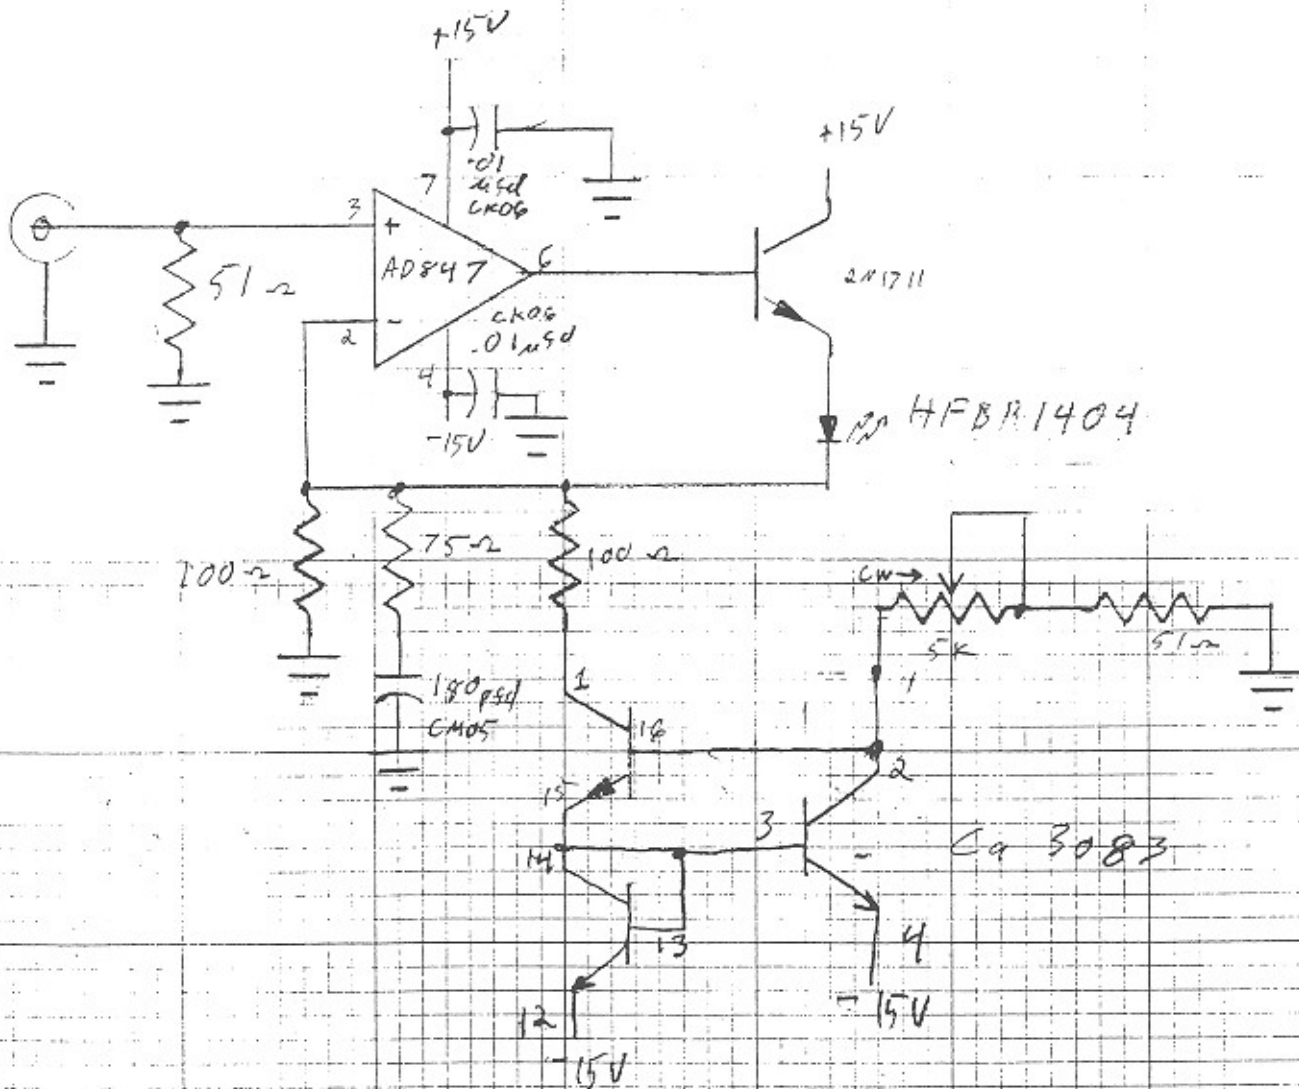 +15V
+15V
.01
μfd
CK06
7
3
+
AD847
6
2N1711
51Ω
-
2
CK06
.01μfd
4
-15V
HFBR1404
100Ω
75Ω
100Ω
CW→
5K
51Ω
180pfd
CM05
1
16
2
15
3
14
Ca 3083
13
4
12
-15V
-15V